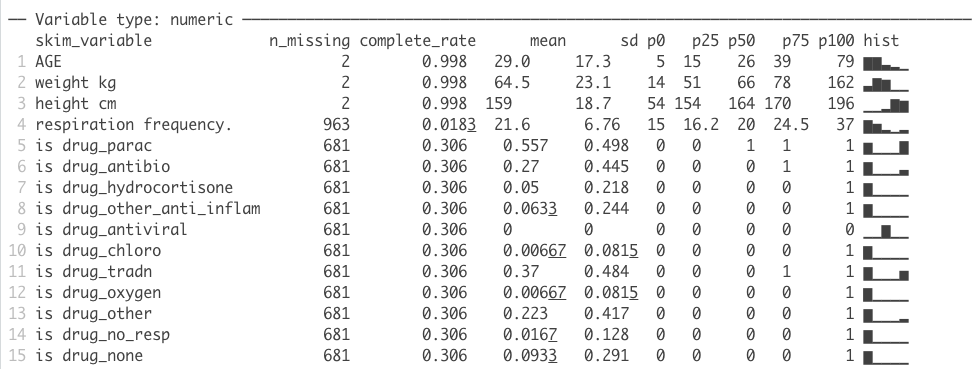 ── Variable type: numeric ──
skim_variable n_missing complete_rate mean sd p0 p25 p50 p75 p100 hist
1 AGE 2 0.998 29.0 17.3 5 15 26 39 79 ▇▇▃▂▁
2 weight kg 2 0.998 64.5 23.1 14 51 66 78 162 ▃▇▆▁▁
3 height cm 2 0.998 159 18.7 54 154 164 170 196 ▁▁▂▇▆
4 respiration frequency. 963 0.0183 21.6 6.76 15 16.2 20 24.5 37 ▇▅▂▁▂
5 is drug_parac 681 0.306 0.557 0.498 0 0 1 1 1 ▇▁▁▁▇
6 is drug_antibio 681 0.306 0.27 0.445 0 0 0 1 1 ▇▁▁▁▃
7 is drug_hydrocortisone 681 0.306 0.05 0.218 0 0 0 0 1 ▇▁▁▁▁
8 is drug_other_anti_inflam 681 0.306 0.0633 0.244 0 0 0 0 1 ▇▁▁▁▁
9 is drug_antiviral 681 0.306 0 0 0 0 0 0 0 ▁▁▇▁▁
10 is drug_chloro 681 0.306 0.00667 0.0815 0 0 0 0 1 ▇▁▁▁▁
11 is drug_tradn 681 0.306 0.37 0.484 0 0 0 1 1 ▇▁▁▁▅
12 is drug_oxygen 681 0.306 0.00667 0.0815 0 0 0 0 1 ▇▁▁▁▁
13 is drug_other 681 0.306 0.223 0.417 0 0 0 0 1 ▇▁▁▁▂
14 is drug_no_resp 681 0.306 0.0167 0.128 0 0 0 0 1 ▇▁▁▁▁
15 is drug_none 681 0.306 0.0933 0.291 0 0 0 0 1 ▇▁▁▁▁